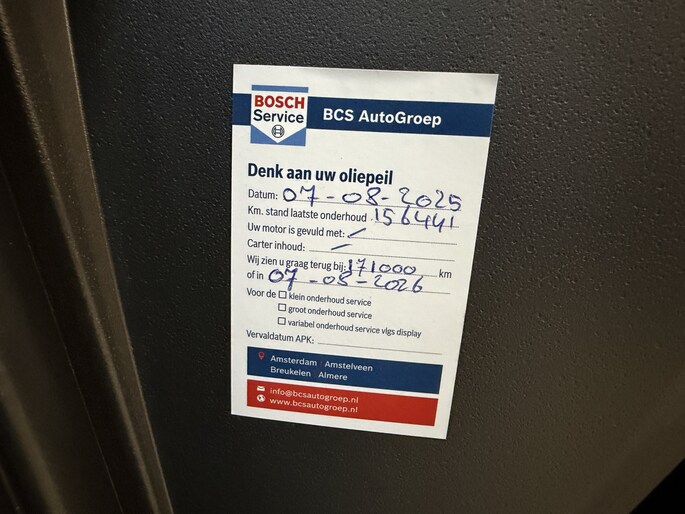 BOSCH
Service
BCS AutoGroep
Denk aan uw oliepeil
Datum: 07-08-2025
Km. stand laatste onderhoud 156441
Uw motor is gevuld met: /
Carter inhoud: /
Wij zien u graag terug bij: 171000 km
of in 07-08-2026
Voor de □ klein onderhoud service
□ groot onderhoud service
□ variabel onderhoud service vlgs display
Vervaldatum APK:
Amsterdam | Amstelveen
Breukelen | Almere
info@bcsautogroep.nl
www.bcsautogroep.nl